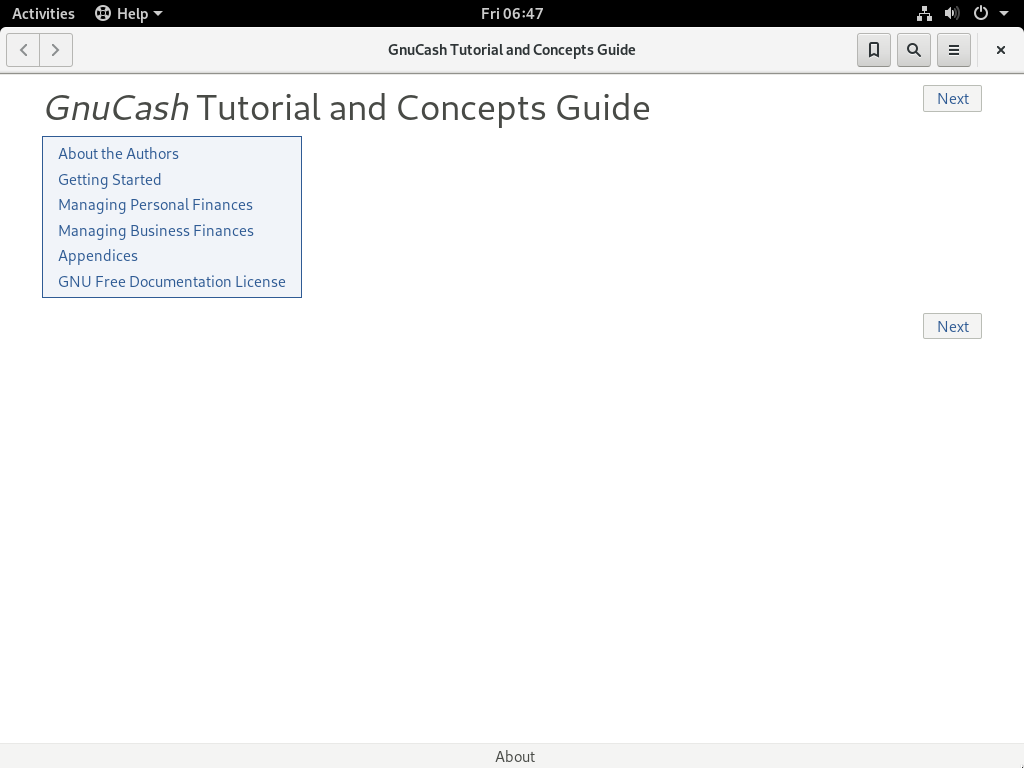 Activities Help Fri 06:47
GnuCash Tutorial and Concepts Guide
GnuCash Tutorial and Concepts Guide
Next
About the Authors
Getting Started
Managing Personal Finances
Managing Business Finances
Appendices
GNU Free Documentation License
Next
About